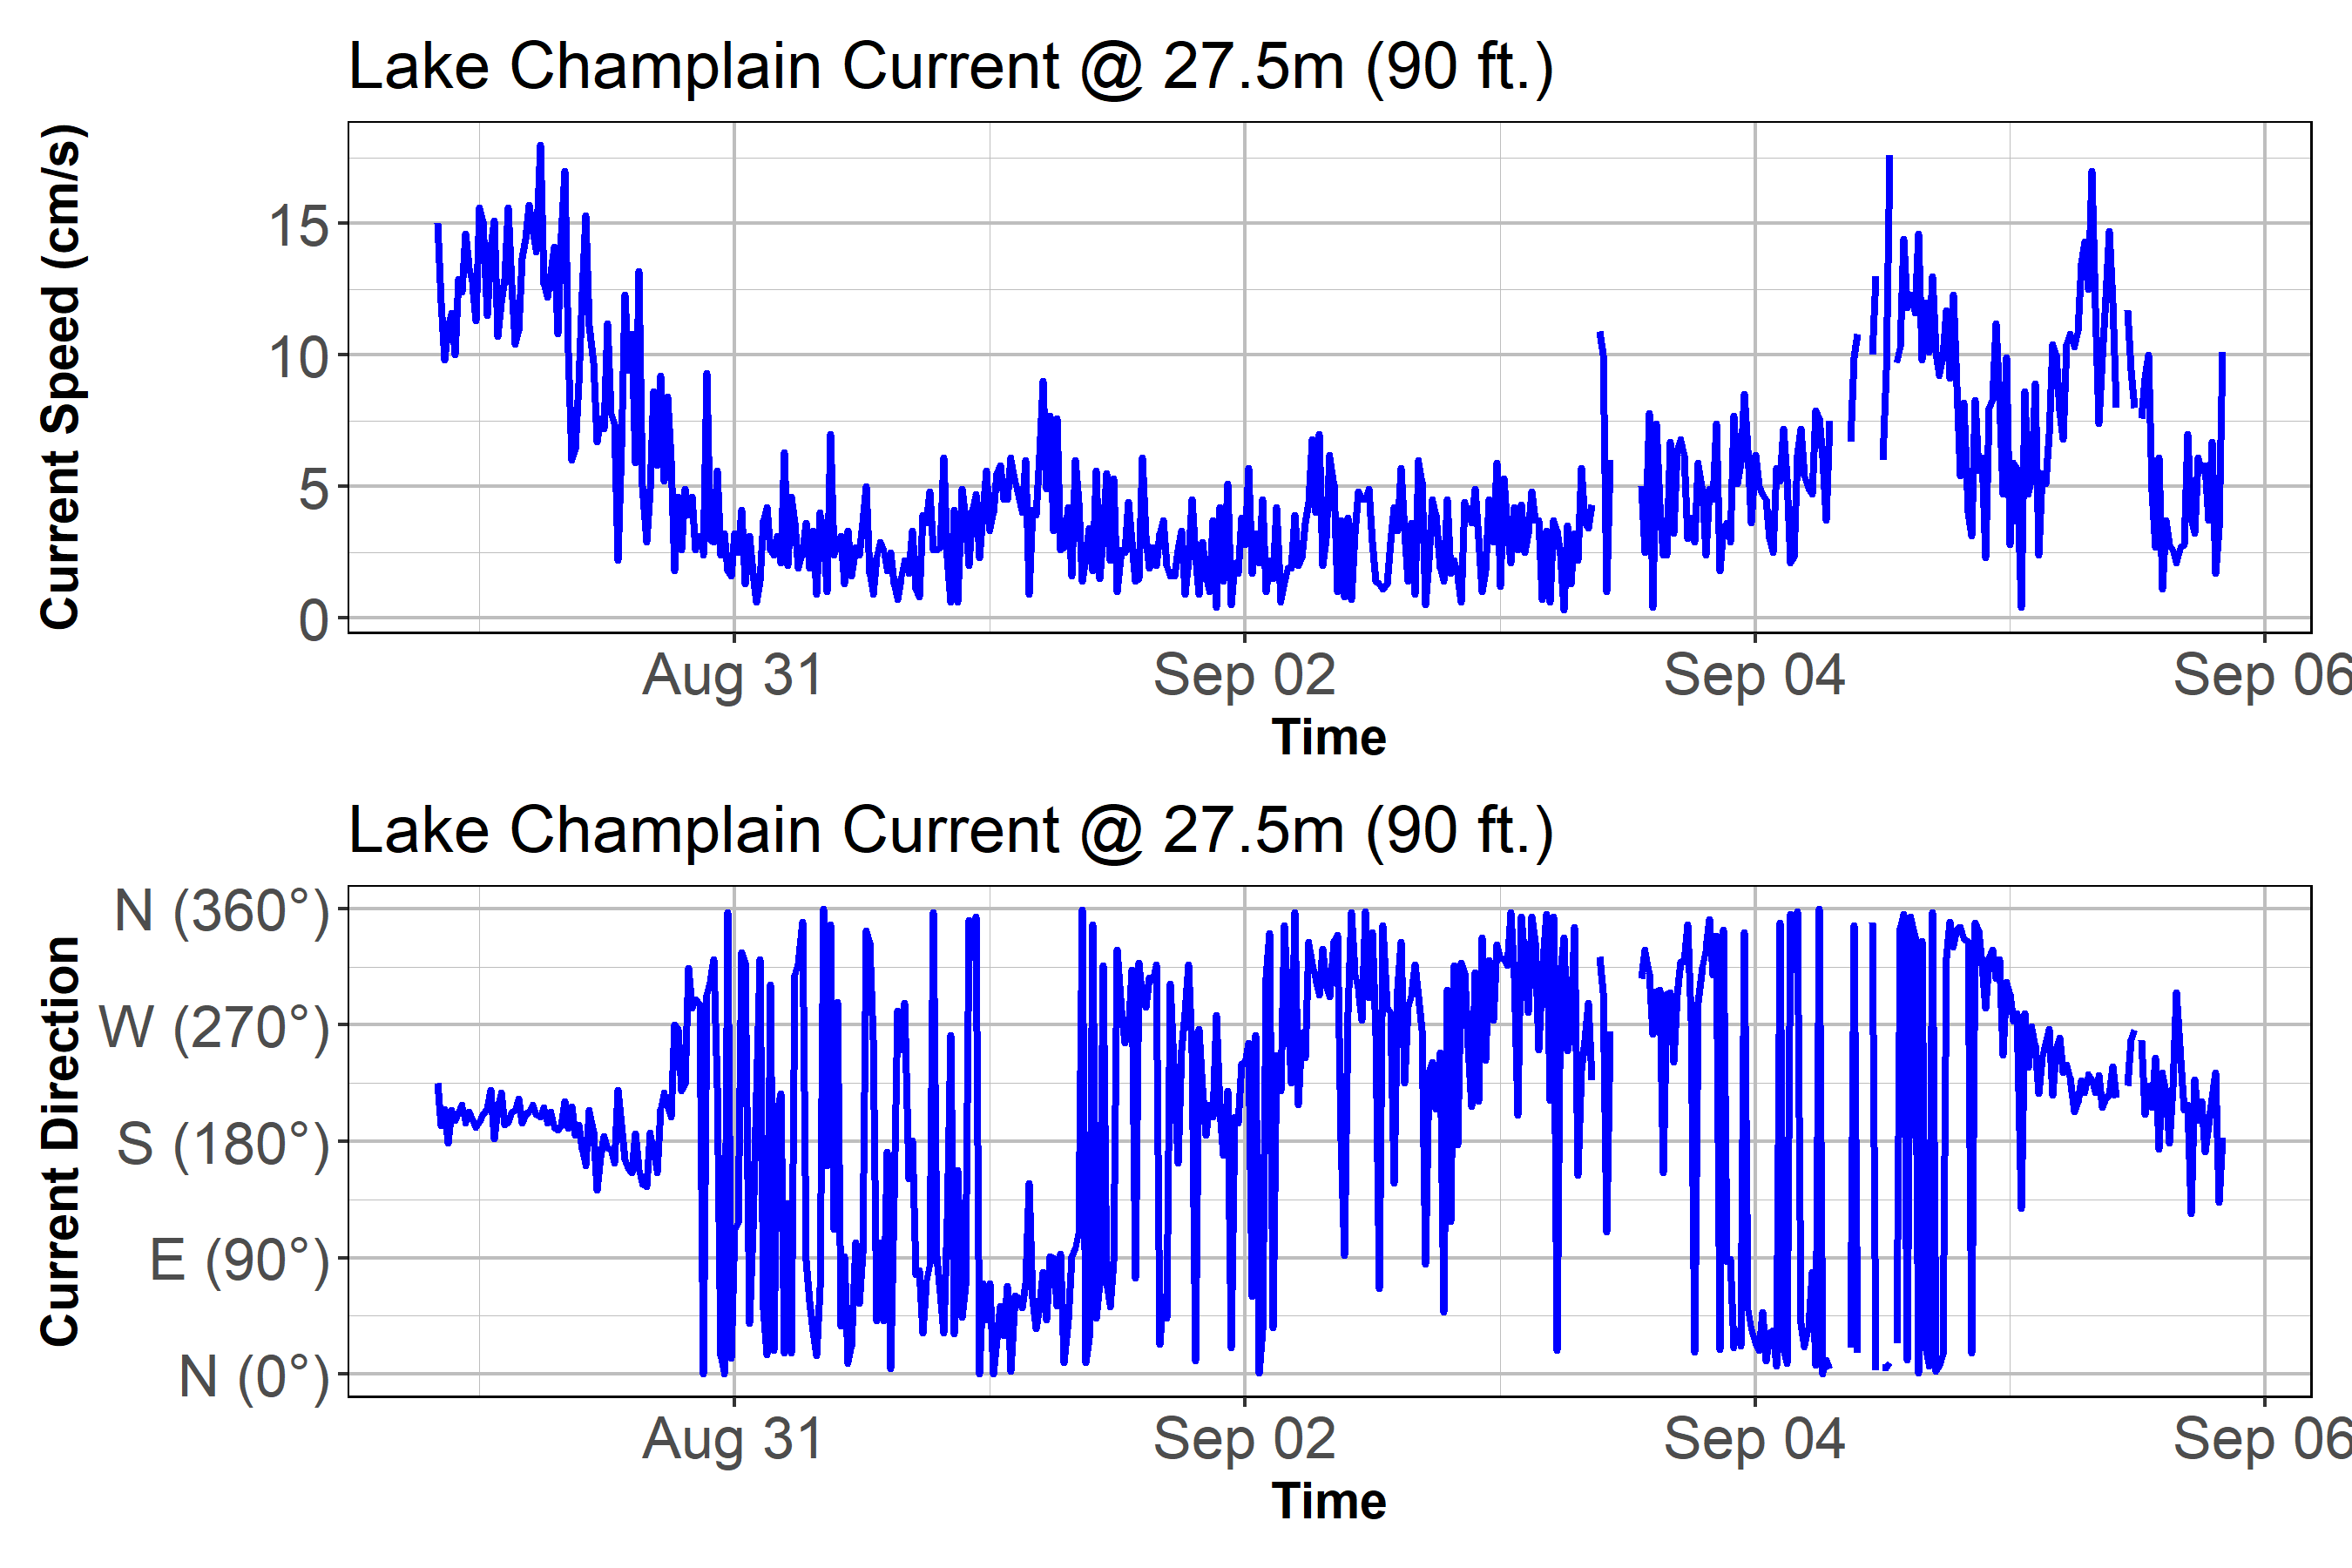 Lake Champlain Current @ 27.5m (90 ft.)
Current Speed (cm/s)
15
10
5
0
Aug 31 Sep 02 Sep 04 Sep 06
Time
Lake Champlain Current @ 27.5m (90 ft.)
Current Direction
N (360°)
W (270°)
S (180°)
E (90°)
N (0°)
Aug 31 Sep 02 Sep 04 Sep 06
Time